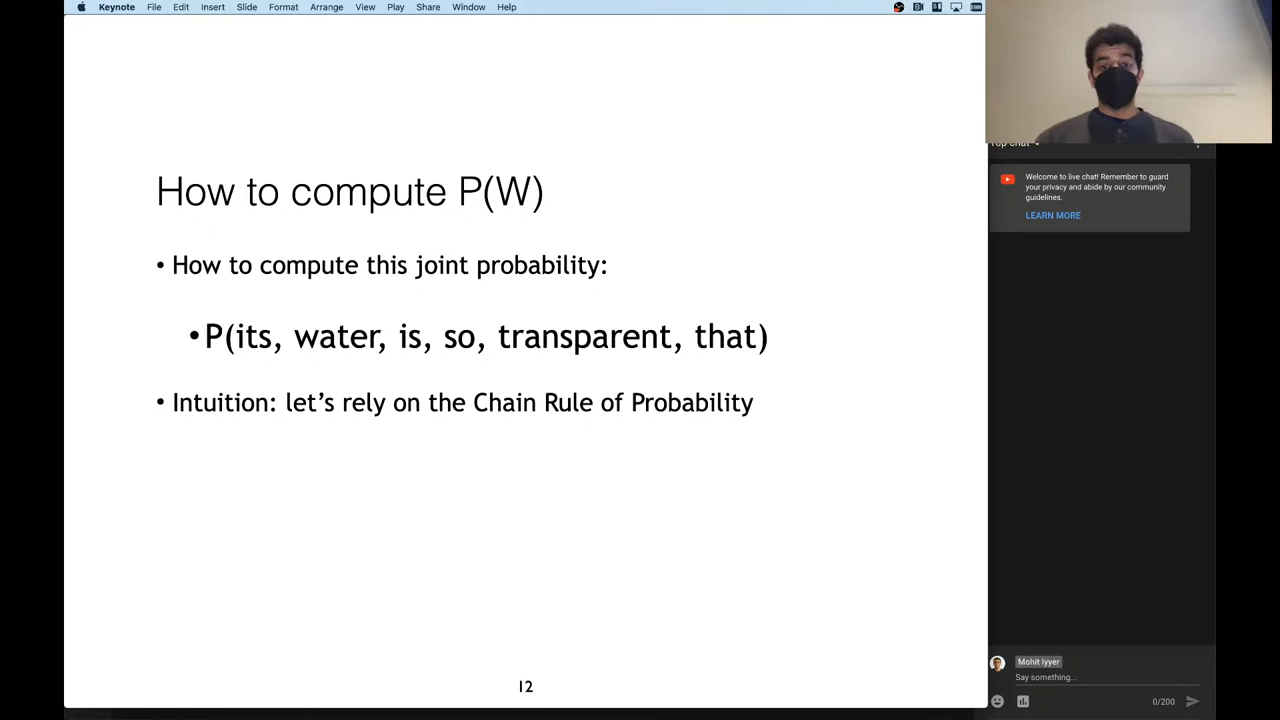 Keynote File Edit Insert Slide Format Arrange View Play Share Window Help
How to compute P(W)
• How to compute this joint probability:
• P(its, water, is, so, transparent, that)
• Intuition: let’s rely on the Chain Rule of Probability
12
Top chat
Welcome to live chat! Remember to guard
your privacy and abide by our community
guidelines.
LEARN MORE
Mohit Iyyer
Say something...
0/200